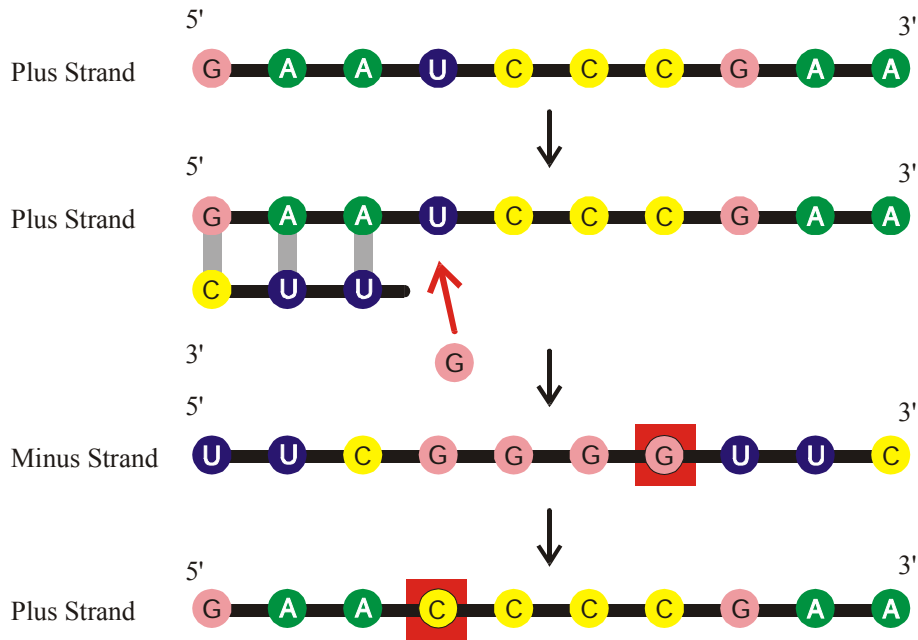 5' 3'
Plus Strand G A A U C C C G A A
5' 3'
Plus Strand G A A U C C C G A A
C U U
3' G
5' 3'
Minus Strand U U C G G G G U U C
5' 3'
Plus Strand G A A C C C C G A A